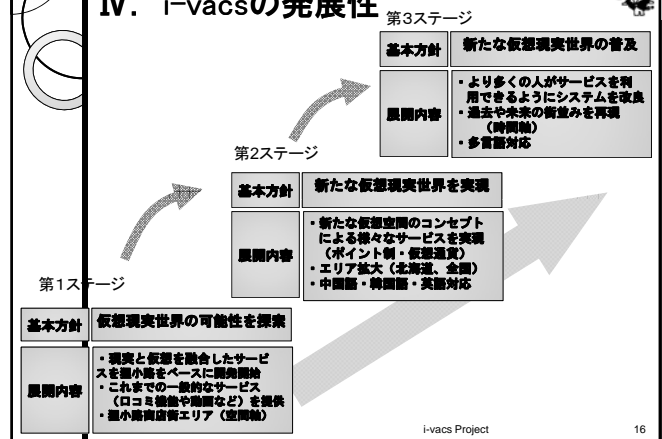 Ⅳ. i-vacsの発展性
第3ステージ
基本方針
新たな仮想現実世界の普及
展開内容
・より多くの人がサービスを利
用できるようにシステムを改良
・過去や未来の街並みを再現
（時間軸）
・多言語対応
第2ステージ
基本方針
新たな仮想現実世界を実現
展開内容
・新たな仮想空間のコンセプト
による様々なサービスを実現
（ポイント制・仮想通貨）
・エリア拡大（北海道、全国）
・中国語・韓国語・英語対応
第1ステージ
基本方針
仮想現実世界の可能性を探索
展開内容
・現実と仮想を融合したサービ
スを狸小路をベースに開発開始
・これまでの一般的なサービス
（口コミ機能や動画など）を提供
・狸小路商店街エリア（空間軸）
i-vacs Project
16